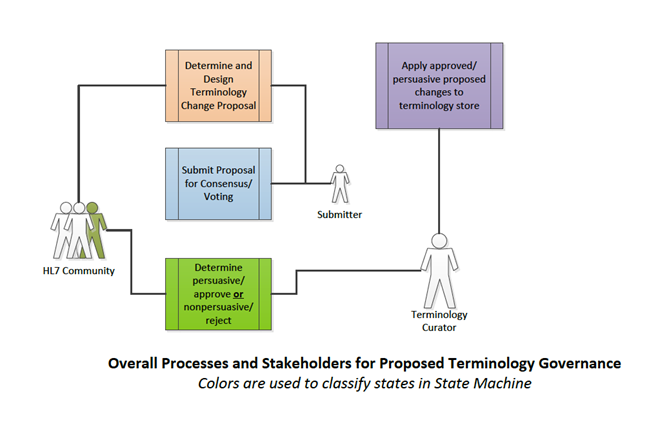 Determine and
Design
Terminology
Change Proposal
Apply approved/
persuasive proposed
changes to
terminology store
Submit Proposal
for Consensus/
Voting
Submitter
HL7 Community
Determine
persuasive/
approve or
nonpersuasive/
reject
Terminology
Curator
Overall Processes and Stakeholders for Proposed Terminology Governance
Colors are used to classify states in State Machine